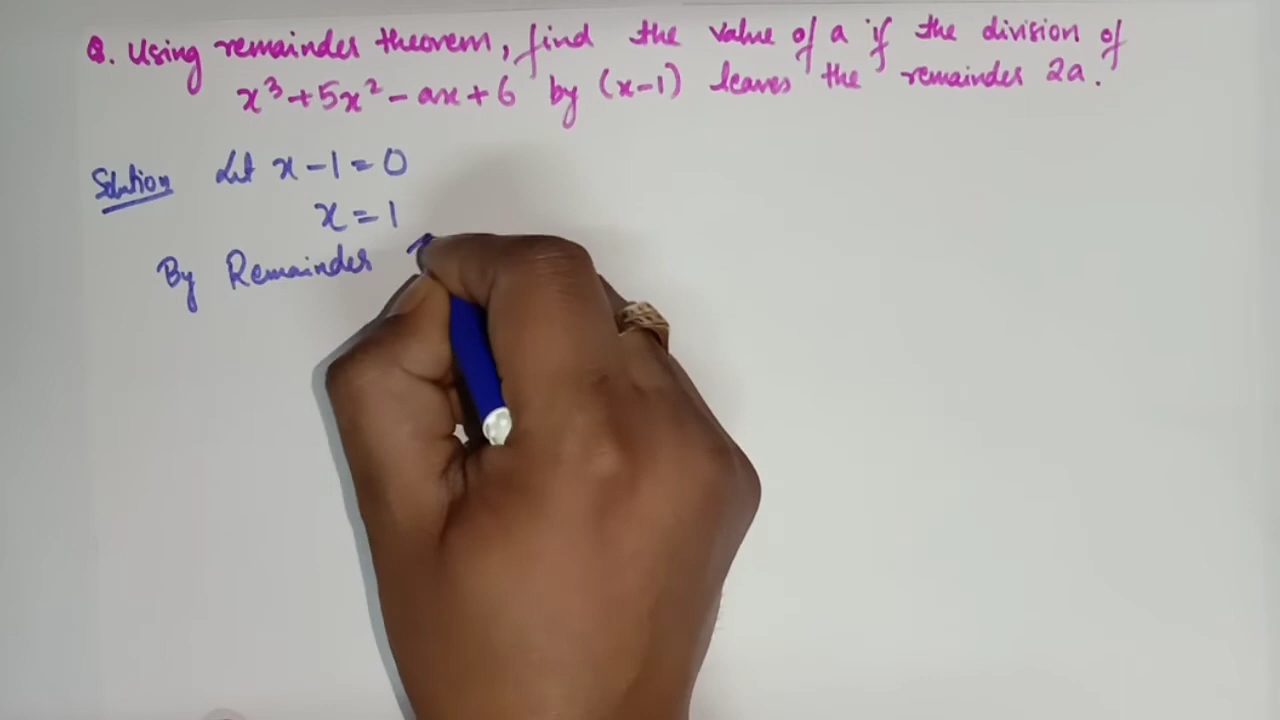 Q. Using remainder theorem, find the value of a if the division of
x³+5x²-ax+6 by (x-1) leaves the remainder 2a.
Solution Let x-1=0
x=1
By Remainder